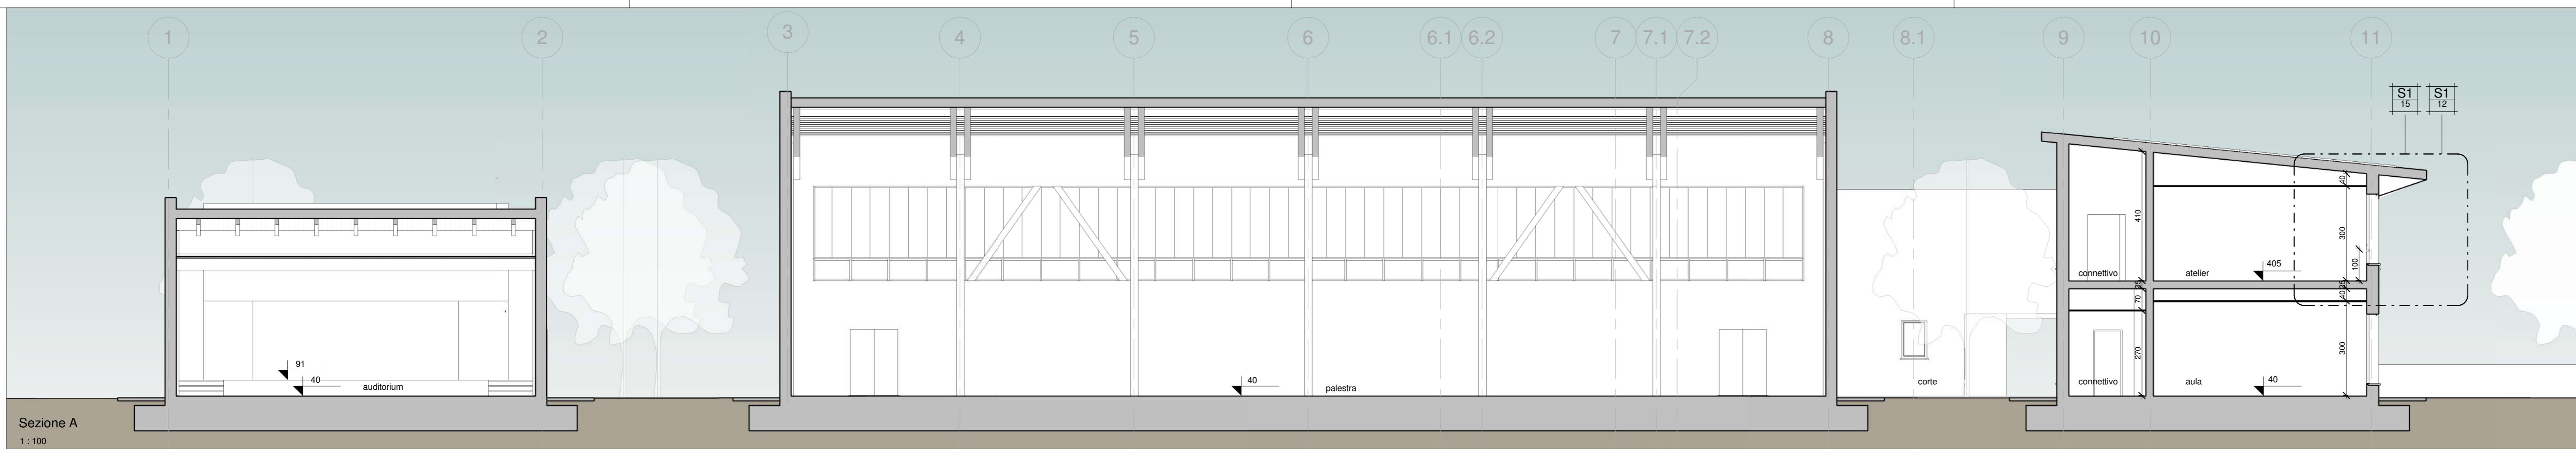 1 2 3 4 5 6 6.1 6.2 7 7.1 7.2 8 8.1 9 10 11
S1 S1
15 12
40
410
300
100
connettivo atelier 405
70 40
270 300
91
40 auditorium
40 palestra
corte connettivo aula 40
Sezione A
1 : 100